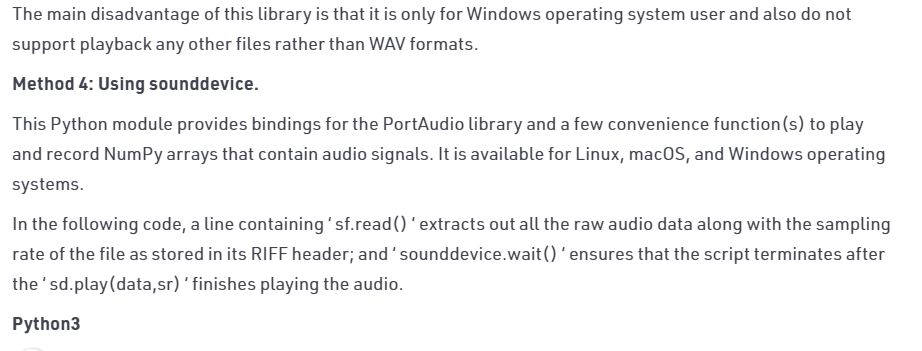 The main disadvantage of this library is that it is only for Windows operating system user and also do not
support playback any other files rather than WAV formats.
Method 4: Using sounddevice.
This Python module provides bindings for the PortAudio library and a few convenience function(s) to play
and record NumPy arrays that contain audio signals. It is available for Linux, macOS, and Windows operating
systems.
In the following code, a line containing ‘ sf.read() ‘ extracts out all the raw audio data along with the sampling
rate of the file as stored in its RIFF header; and ‘ sounddevice.wait() ‘ ensures that the script terminates after
the ‘ sd.play(data,sr) ‘ finishes playing the audio.
Python3